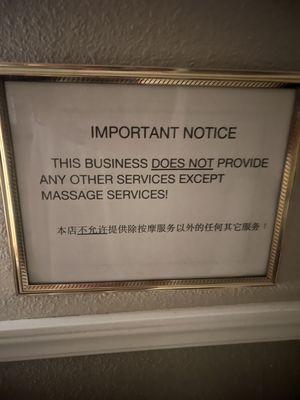 IMPORTANT NOTICE
THIS BUSINESS DOES NOT PROVIDE
ANY OTHER SERVICES EXCEPT
MASSAGE SERVICES!
本店不允许提供除按摩服务以外的任何其它服务！